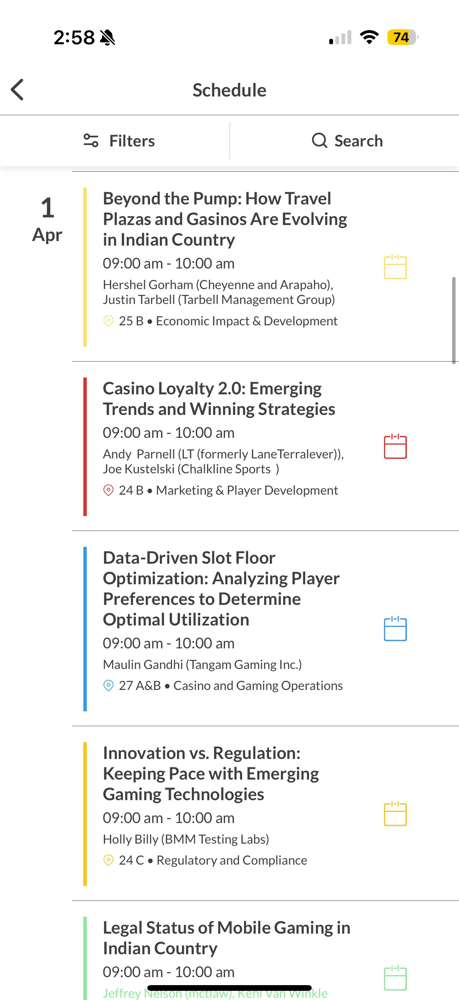 2:58
74
Schedule
Filters
Search
1
Apr
Beyond the Pump: How Travel
Plazas and Gasinos Are Evolving
in Indian Country
09:00 am - 10:00 am
Hershel Gorham (Cheyenne and Arapaho),
Justin Tarbell (Tarbell Management Group)
25 B • Economic Impact & Development
Casino Loyalty 2.0: Emerging
Trends and Winning Strategies
09:00 am - 10:00 am
Andy  Parnell (LT (formerly LaneTerralever)),
Joe Kustelski (Chalkline Sports  )
24 B • Marketing & Player Development
Data-Driven Slot Floor
Optimization: Analyzing Player
Preferences to Determine
Optimal Utilization
09:00 am - 10:00 am
Maulin Gandhi (Tangam Gaming Inc.)
27 A&B • Casino and Gaming Operations
Innovation vs. Regulation:
Keeping Pace with Emerging
Gaming Technologies
09:00 am - 10:00 am
Holly Billy (BMM Testing Labs)
24 C • Regulatory and Compliance
Legal Status of Mobile Gaming in
Indian Country
09:00 am - 10:00 am
Jeffrey Nelson (mctlaw), Kehl Van Winkle